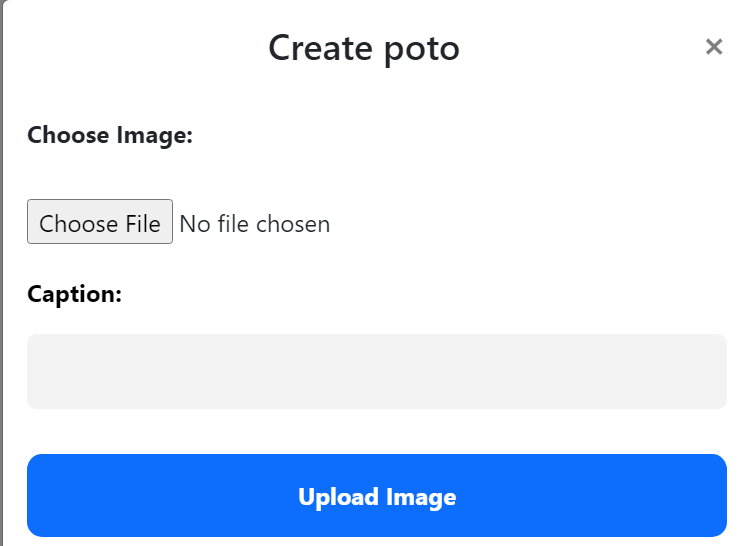 Create poto ×
Choose Image:
Choose File No file chosen
Caption:
Upload Image